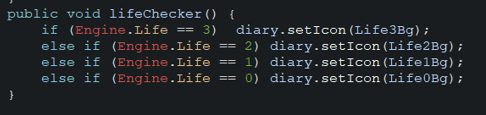 public void lifeChecker() {
if (Engine.Life == 3)  diary.setIcon(Life3Bg);
else if (Engine.Life == 2) diary.setIcon(Life2Bg);
else if (Engine.Life == 1) diary.setIcon(Life1Bg);
else if (Engine.Life == 0) diary.setIcon(Life0Bg);
}